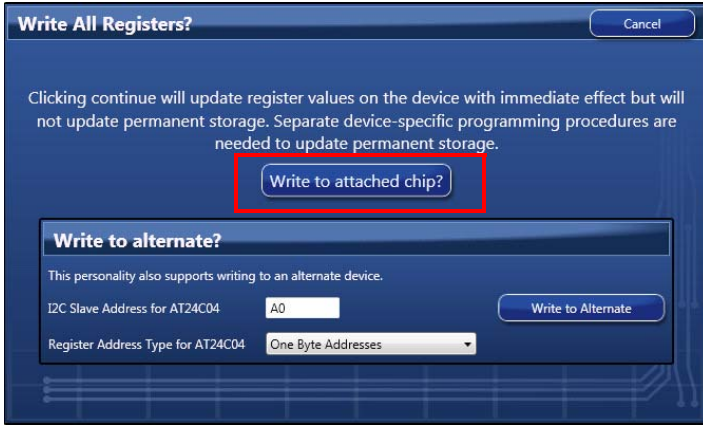 Write All Registers?
Cancel
Clicking continue will update register values on the device with immediate effect but will
not update permanent storage. Separate device-specific programming procedures are
needed to update permanent storage.
Write to attached chip?
Write to alternate?
This personality also supports writing to an alternate device.
I2C Slave Address for AT24C04
A0
Write to Alternate
Register Address Type for AT24C04
One Byte Addresses